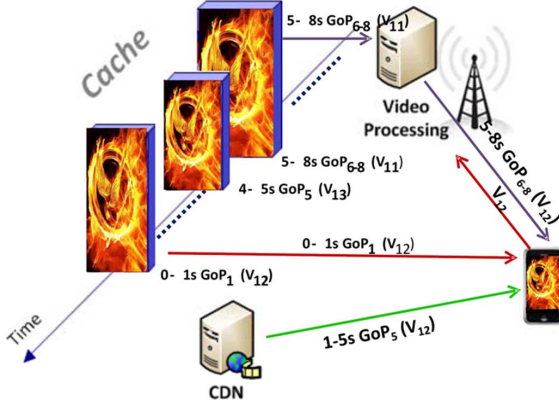 Cache
5- 8s GoP6-8 (V11)
Video
Processing
5- 8s GoP6-8 (V11)
4- 5s GoP5 (V13)
5-8s GoP6-8 (V12)
V12
0- 1s GoP1 (V12)
0- 1s GoP1 (V12)
Time
1-5s GoP5 (V12)
CDN